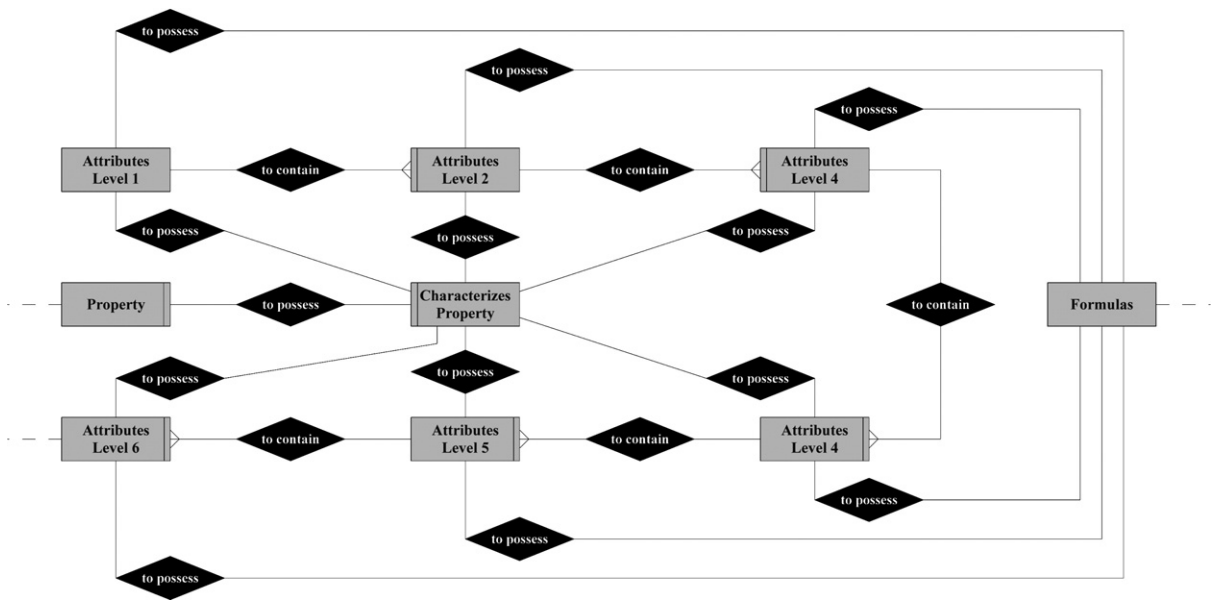 to possess
to possess
to possess
Attributes
Level 1
to contain
Attributes
Level 2
to contain
Attributes
Level 4
to possess
to possess
to possess
Property
to possess
Characterizes
Property
to contain
Formulas
to possess
to possess
to possess
Attributes
Level 6
to contain
Attributes
Level 5
to contain
Attributes
Level 4
to possess
to possess
to possess